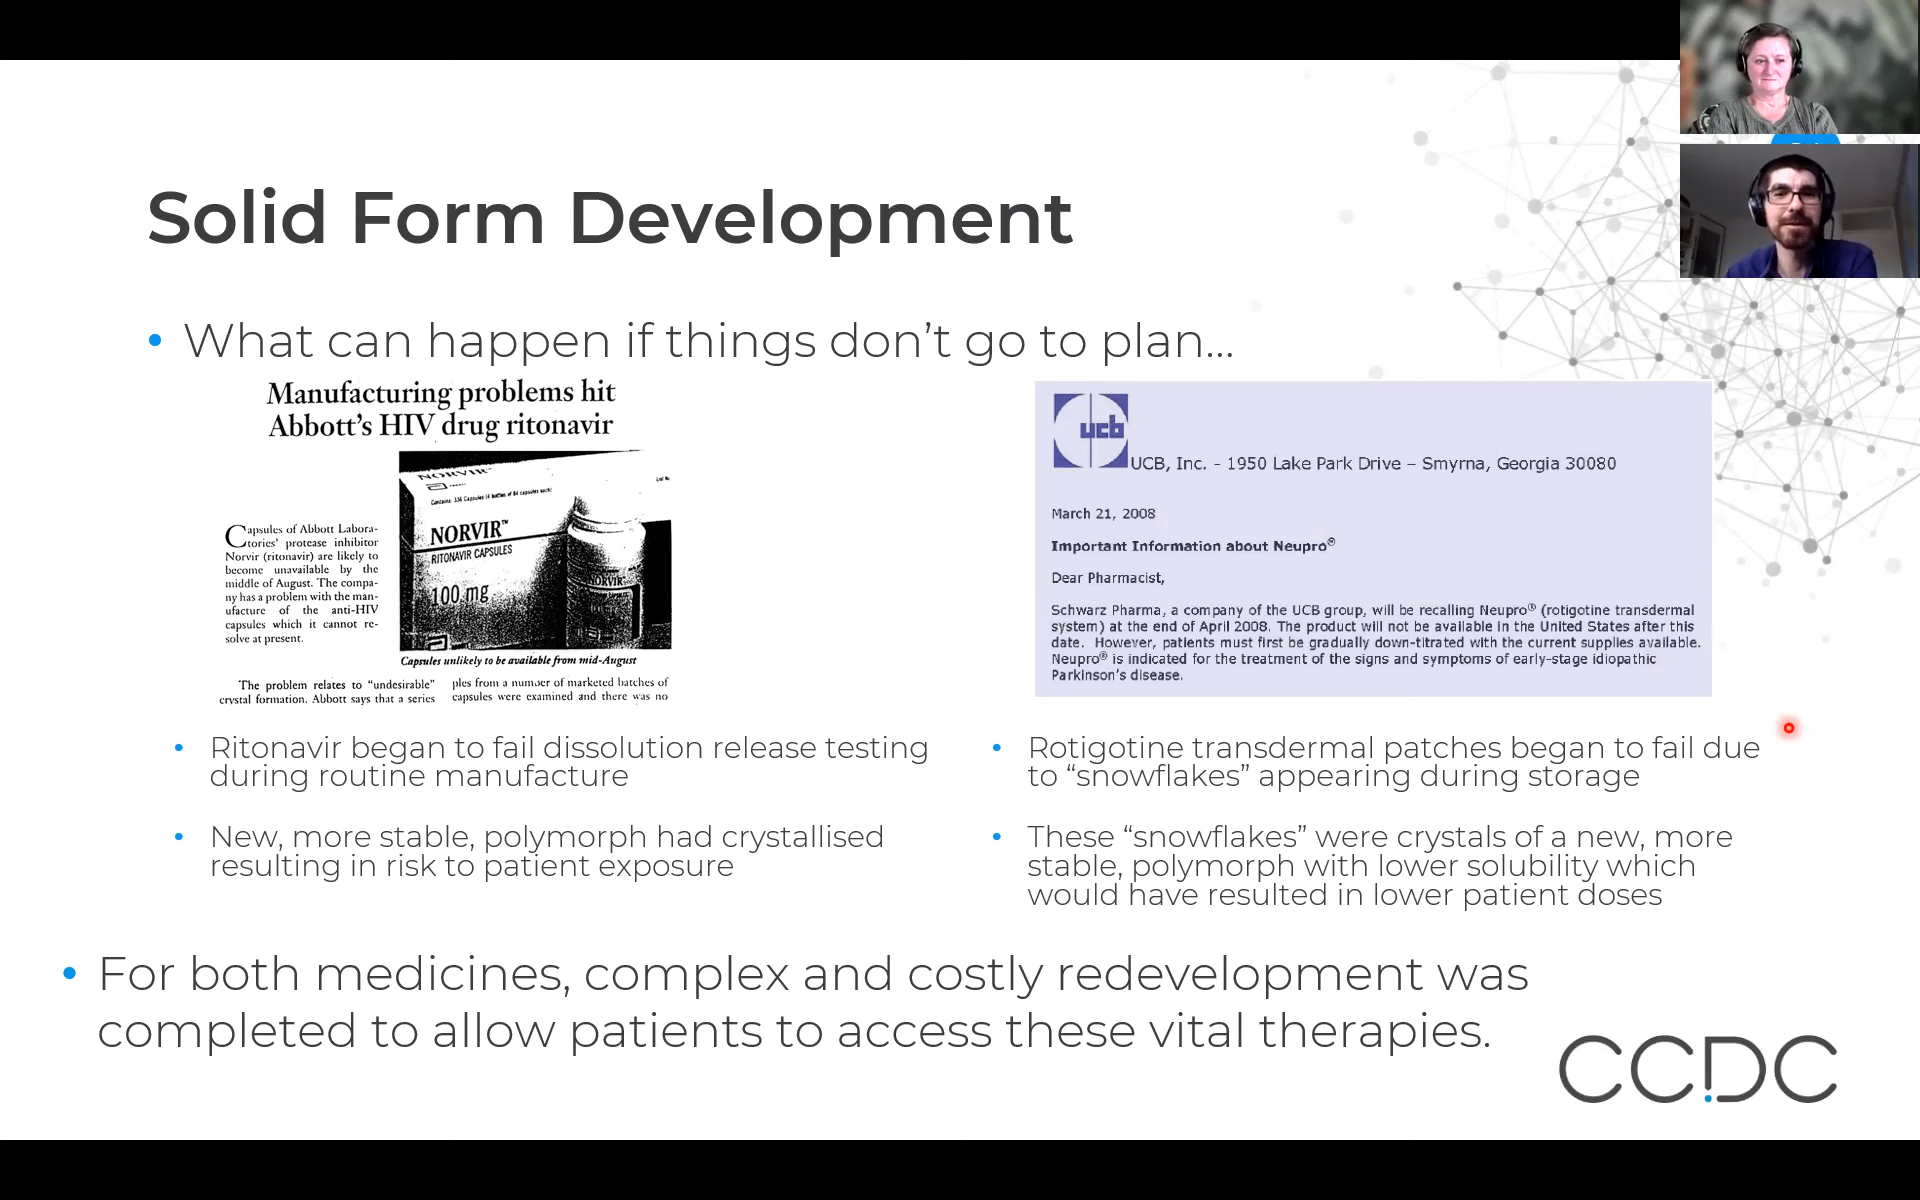 Solid Form Development
• What can happen if things don’t go to plan…
Manufacturing problems hit
Abbott’s HIV drug ritonavir
Capsules of Abbott Labora-
tories’ protease inhibitor
Norvir (ritonavir) are likely to
become unavailable by the
middle of August. The compa-
ny has a problem with the man-
ufacture of the anti-HIV
capsules which it cannot re-
solve at present.
NORVIR™
Contains: 336 Capsules (4 bottles of 84 capsules each)
NORVIR™
RITONAVIR CAPSULES
100 mg
NORVIR
Capsules unlikely to be available from mid-August
The problem relates to “undesirable”
crystal formation. Abbott says that a series
ples from a number of marketed batches of
capsules were examined and there was no
ucb
UCB, Inc. - 1950 Lake Park Drive – Smyrna, Georgia 30080
March 21, 2008
Important Information about Neupro®
Dear Pharmacist,
Schwarz Pharma, a company of the UCB group, will be recalling Neupro® (rotigotine transdermal
system) at the end of April 2008. The product will not be available in the United States after this
date. However, patients must first be gradually down-titrated with the current supplies available.
Neupro® is indicated for the treatment of the signs and symptoms of early-stage idiopathic
Parkinson’s disease.
• Ritonavir began to fail dissolution release testing
during routine manufacture
• New, more stable, polymorph had crystallised
resulting in risk to patient exposure
• Rotigotine transdermal patches began to fail due
to “snowflakes” appearing during storage
• These “snowflakes” were crystals of a new, more
stable, polymorph with lower solubility which
would have resulted in lower patient doses
• For both medicines, complex and costly redevelopment was
completed to allow patients to access these vital therapies.
CCDC